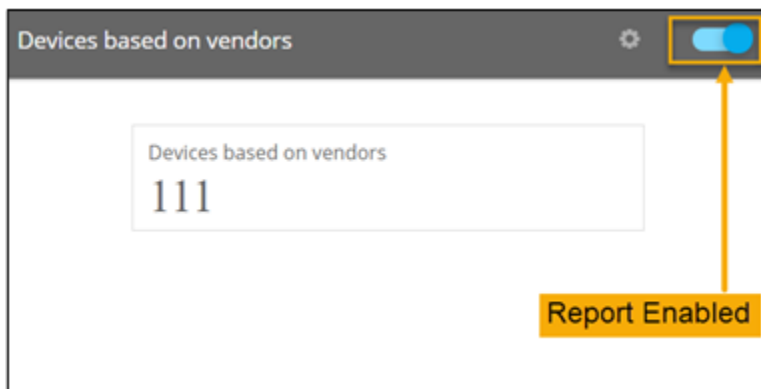 Devices based on vendors
Devices based on vendors
111
Report Enabled